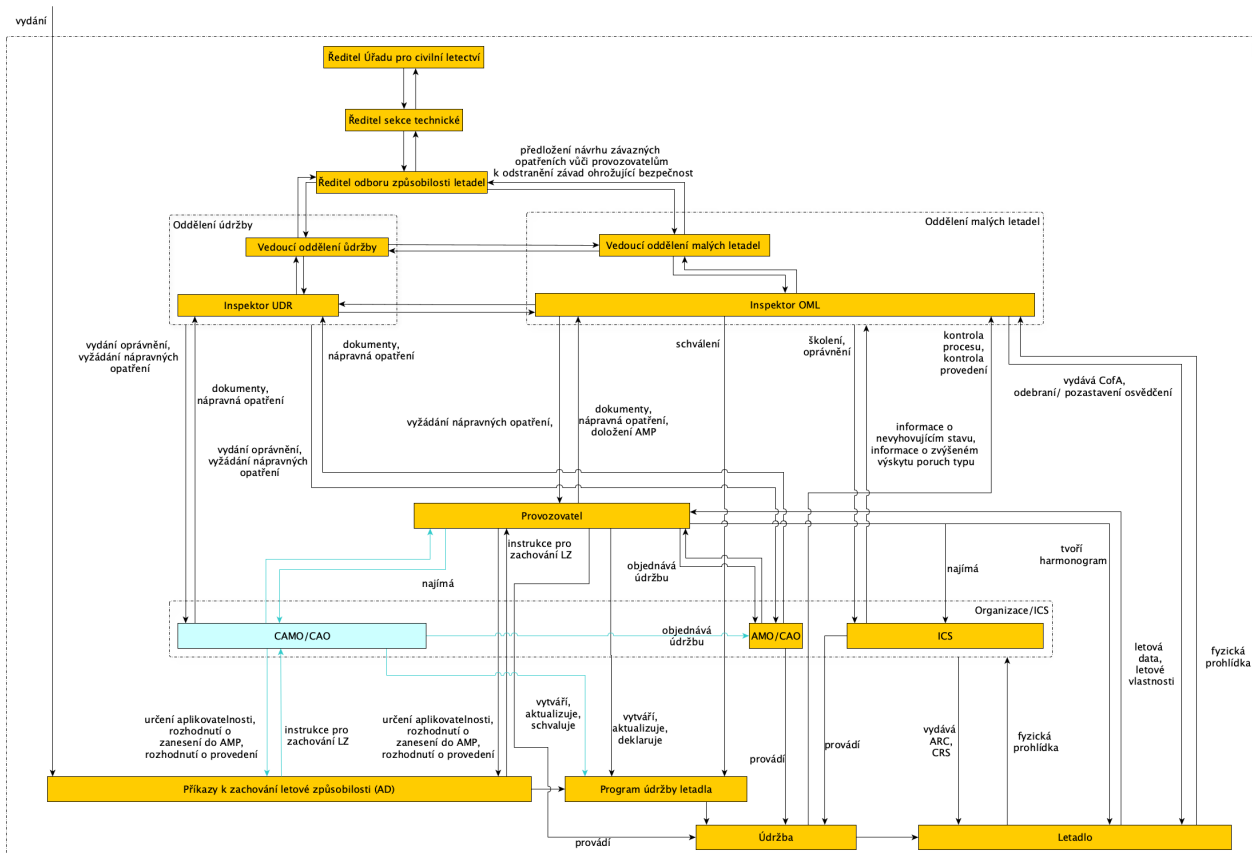 vydání
Ředitel Úřadu pro civilní letectví
Ředitel sekce technické
předložení návrhu závazných
opatřeních vůči provozovatelům
k odstranění závad ohrožující bezpečnost
Ředitel odboru způsobilosti letadel
Oddělení údržby
Oddělení malých letadel
Vedoucí oddělení údržby
Vedoucí oddělení malých letadel
Inspektor UDR
Inspektor OML
vydání oprávnění,
vyžádání nápravných
opatření
dokumenty,
nápravná opatření
schválení
školení,
oprávnění
kontrola
procesu,
kontrola
provedení
dokumenty,
nápravná opatření
vydává CofA,
odebraní/ pozastavení osvědčení
vyžádání nápravných opatření,
dokumenty,
nápravná opatření,
doložení AMP
informace o
nevyhovujícím stavu,
informace o zvýšeném
výskytu poruch typu
vydání oprávnění,
vyžádání nápravných
opatření
Provozovatel
instrukce pro
zachování LZ
najímá
objednává
údržbu
najímá
tvoří
harmonogram
Organizace/ICS
CAMO/CAO
objednává
údržbu
AMO/CAO
ICS
letová
data,
letové
vlastnosti
fyzická
prohlídka
určení aplikovatelnosti,
rozhodnutí o
zanesení do AMP,
rozhodnutí o provedení
instrukce pro
zachování LZ
určení aplikovatelnosti,
rozhodnutí o
zanesení do AMP,
rozhodnutí o provedení
vytváří,
aktualizuje,
schvaluje
vytváří,
aktualizuje,
deklaruje
provádí
provádí
vydává
ARC,
CRS
fyzická
prohlídka
Příkazy k zachování letové způsobilosti (AD)
Program údržby letadla
provádí
Údržba
Letadlo